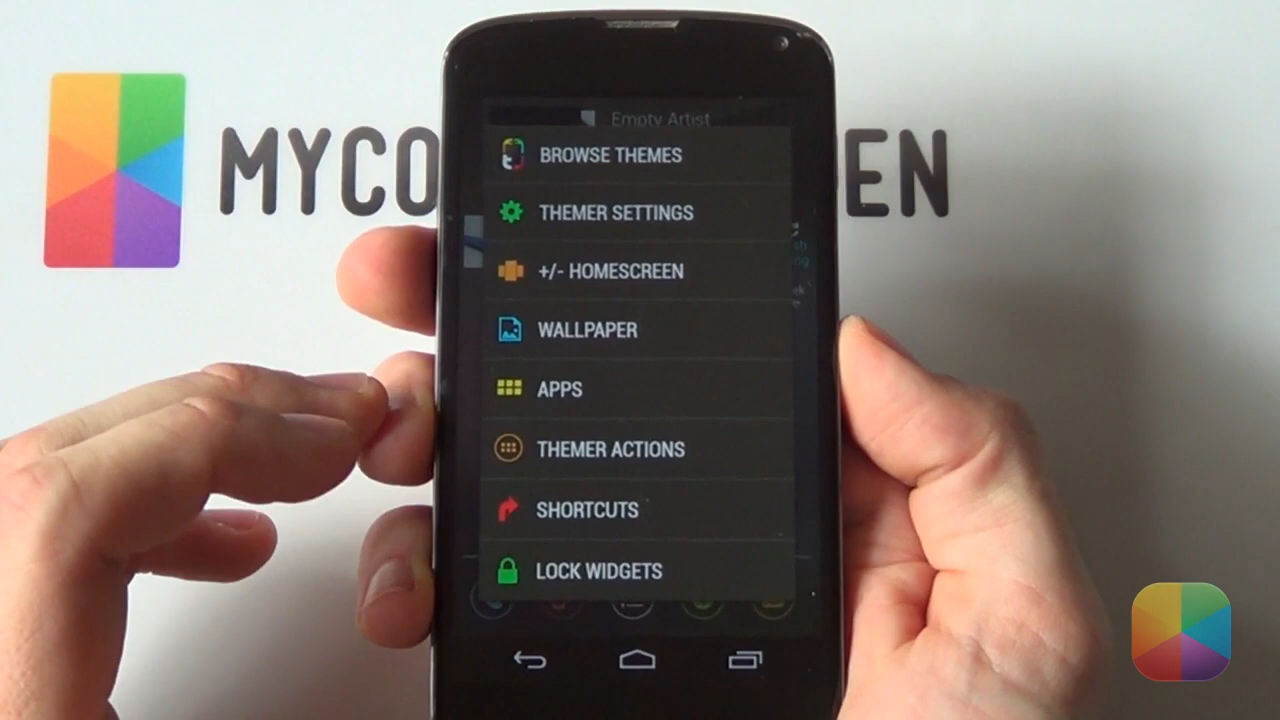 Empty Artist
BROWSE THEMES
MYCO EN
THEMER SETTINGS
+/- HOMESCREEN
WALLPAPER
APPS
THEMER ACTIONS
SHORTCUTS
LOCK WIDGETS